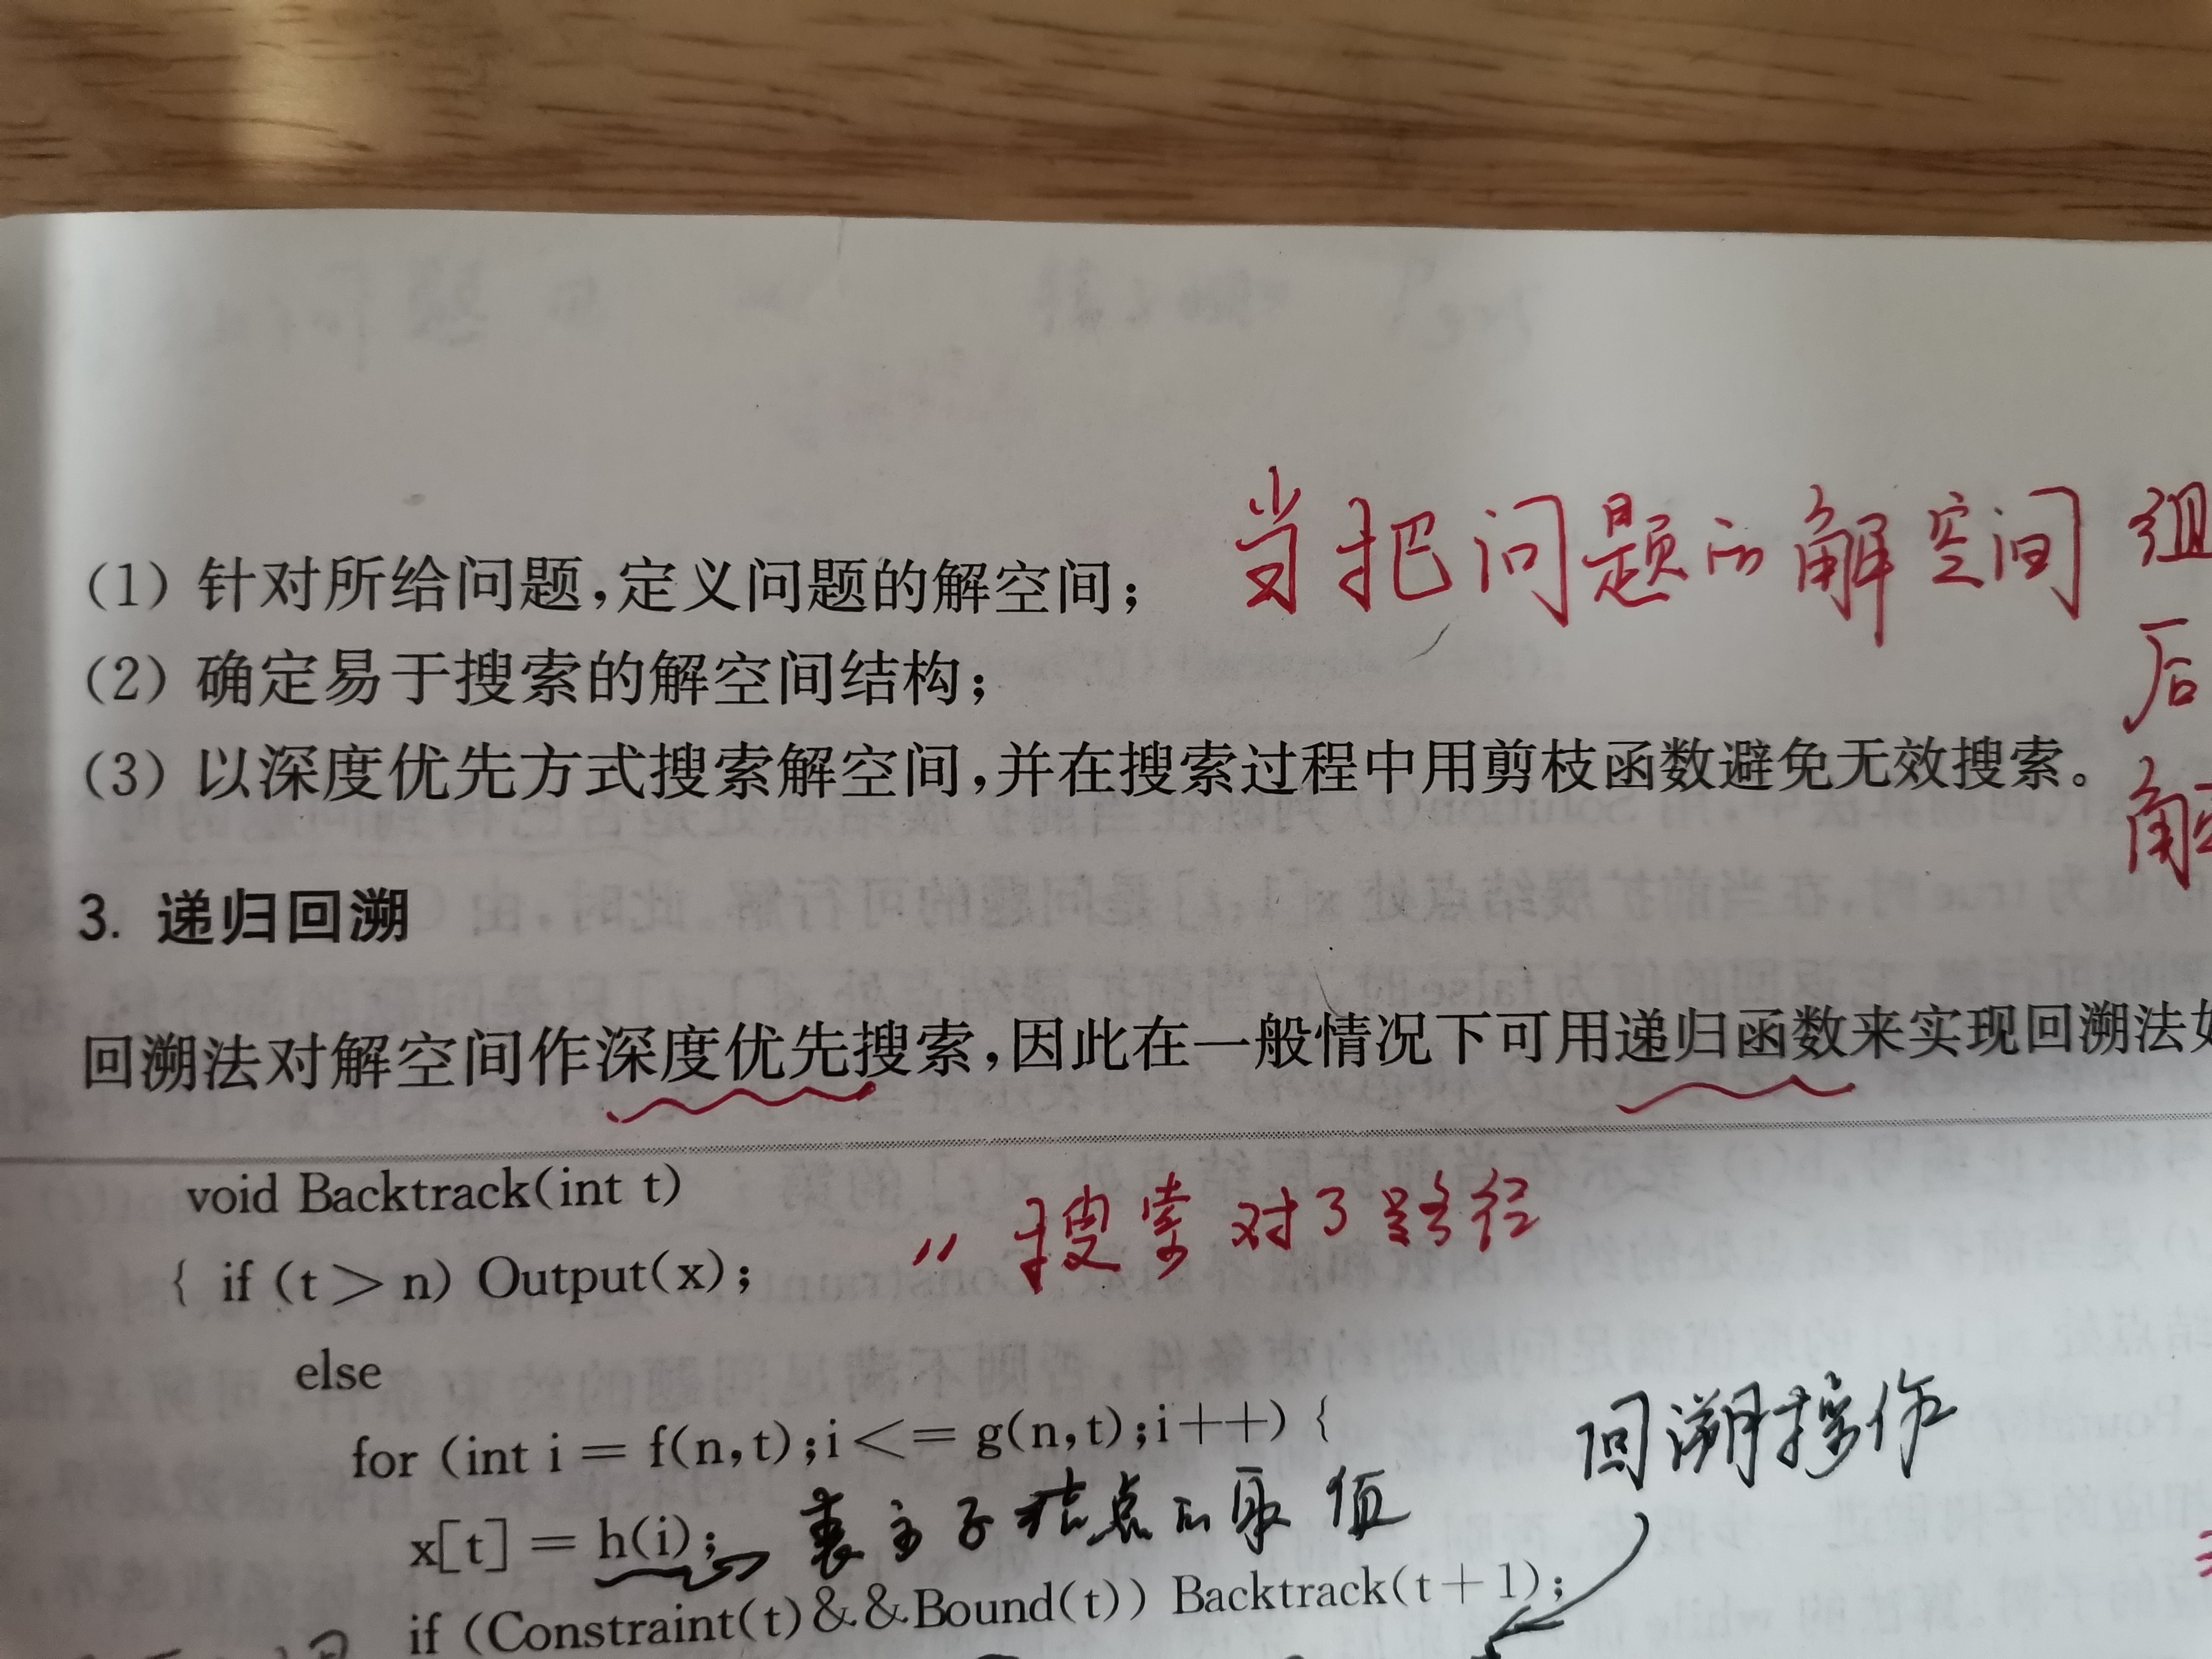 (1) 针对所给问题,定义问题的解空间;
当把问题的解空间 组
(2) 确定易于搜索的解空间结构;
后
(3) 以深度优先方式搜索解空间,并在搜索过程中用剪枝函数避免无效搜索。
解
3. 递归回溯
回溯法对解空间作深度优先搜索,因此在一般情况下可用递归函数来实现回溯法如
void Backtrack(int t)
{ if (t > n) Output(x);
〃 搜索对了路径
else
for (int i = f(n,t);i <= g(n,t);i++) {
回溯操作
x[t] = h(i);
表示子结点的取值
if (Constraint(t)&&Bound(t)) Backtrack(t+1);